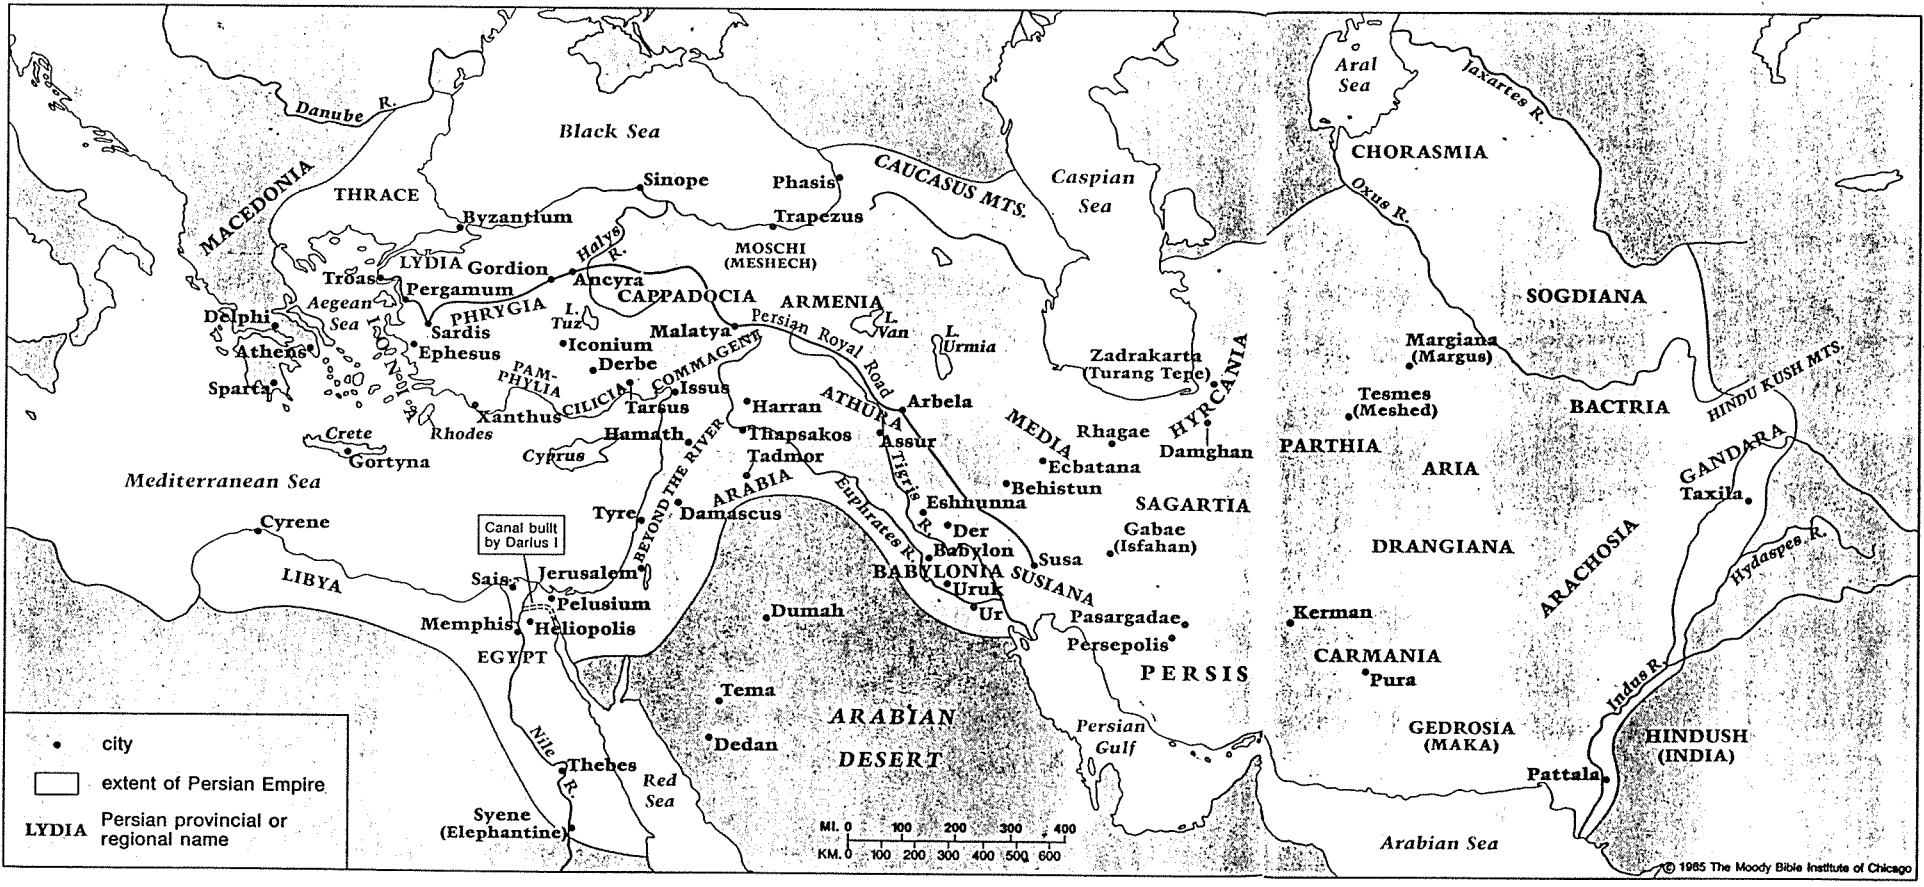 Danube R.
Black Sea
Aral
Sea
Jaxartes R.
MACEDONIA
THRACE
Sinope
Phasis
CAUCASUS MTS.
Caspian
Sea
CHORASMIA
Oxus R.
Byzantium
Trapezus
Halys
R.
MOSCHI
(MESHECH)
LYDIA
Gordion
Troas
Ancyra
Pergamum
PHRYGIA
CAPPADOCIA
ARMENIA
SOGDIANA
Aegean
Sea
IONIA
Delphi
Sardis
L.
Tuz
Malatya
Persian Royal Road
L.
Van
L.
Urmia
Margiana
(Margus)
Athens
Ephesus
Iconium
Derbe
Zadrakarta
(Turang Tepe)
HYRCANIA
HINDU KUSH MTS.
Sparta
PAM-
PHYLIA
COMMAGENE
Issus
Tesmes
(Meshed)
Xanthus
CILICIA
Tarsus
Harran
ATHURA
Arbela
BACTRIA
Crete
Rhodes
Hamath
Thapsakos
Assur
MEDIA
Rhagae
Damghan
PARTHIA
GANDARA
Gortyna
Cyprus
Tadmor
Tigris
R.
Ecbatana
ARIA
Mediterranean Sea
BEYOND THE RIVER
ARABIA
Euphrates R.
Behistun
SAGARTIA
Taxila
Cyrene
Tyre
Damascus
Eshnunna
Der
Gabae
(Isfahan)
DRANGIANA
ARACHOSIA
Hydaspes R.
Canal built
by Darius I
Babylon
Susa
LIBYA
Sais
Jerusalem
BABYLONIA
SUSIANA
Uruk
Pelusium
Dumah
Ur
Pasargadae
Kerman
Memphis
Heliopolis
Persepolis
EGYPT
PERSIS
CARMANIA
Pura
Indus R.
Tema
ARABIAN
DESERT
Persian
Gulf
GEDROSIA
(MAKA)
HINDUSH
(INDIA)
Dedan
Nile
R.
Thebes
Red
Sea
Pattala
Syene
(Elephantine)
Arabian Sea
city
extent of Persian Empire
LYDIA Persian provincial or
regional name
MI. 0 100 200 300 400
KM. 0 100 200 300 400 500 600
© 1985 The Moody Bible Institute of Chicago